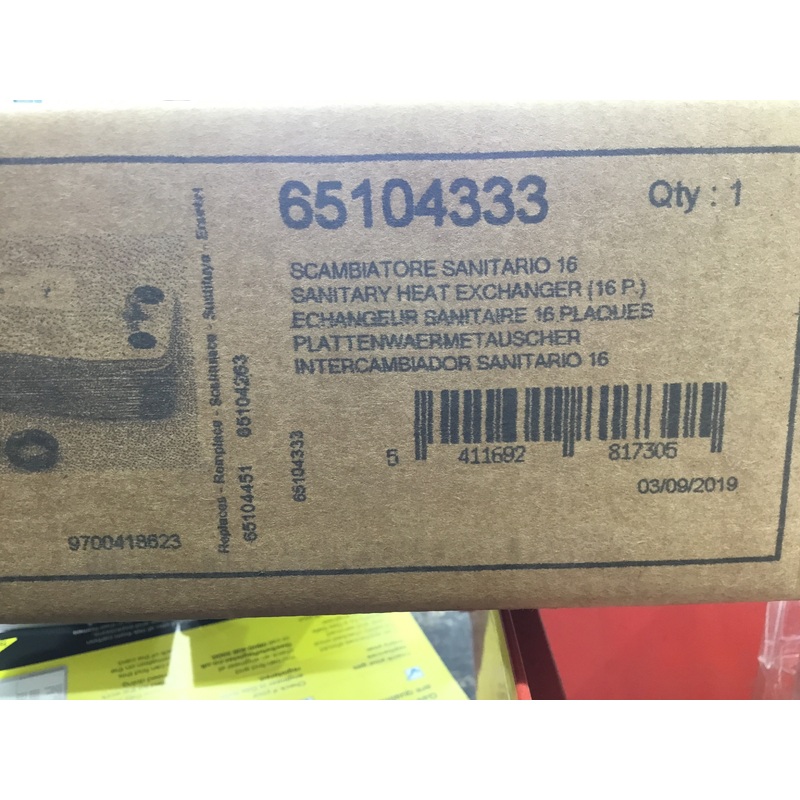 65104333
Qty : 1
SCAMBIATORE SANITARIO 16
SANITARY HEAT EXCHANGER (16 P.)
ECHANGEUR SANITAIRE 16 PLAQUES
PLATTENWAERMETAUSCHER
INTERCAMBIADOR SANITARIO 16
5 411692 817305
03/09/2019
65104333
Replaces - Remplace - Sostituisce - Sustituye -
65104451 65104263
9700418623